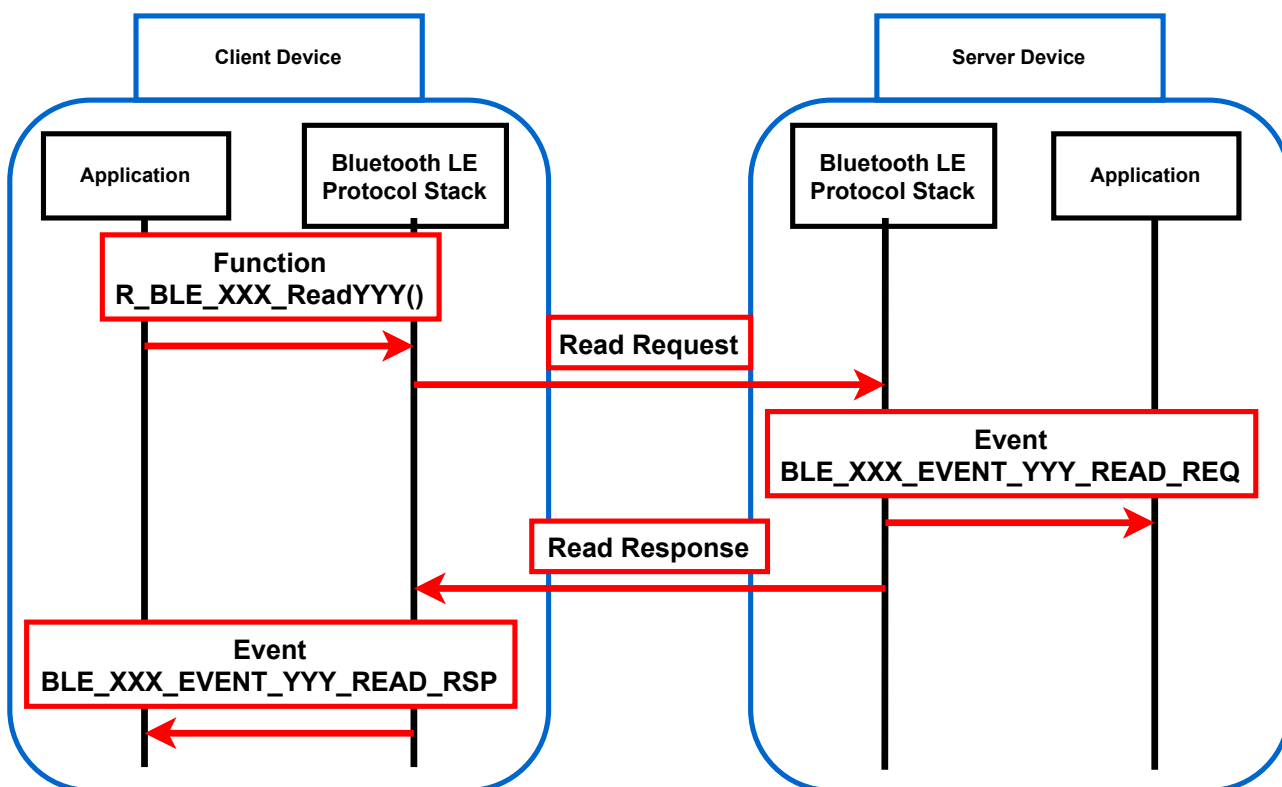 Client Device
Server Device
Application
Bluetooth LE
Protocol Stack
Bluetooth LE
Protocol Stack
Application
Function
R_BLE_XXX_ReadYYY()
Read Request
Event
BLE_XXX_EVENT_YYY_READ_REQ
Read Response
Event
BLE_XXX_EVENT_YYY_READ_RSP